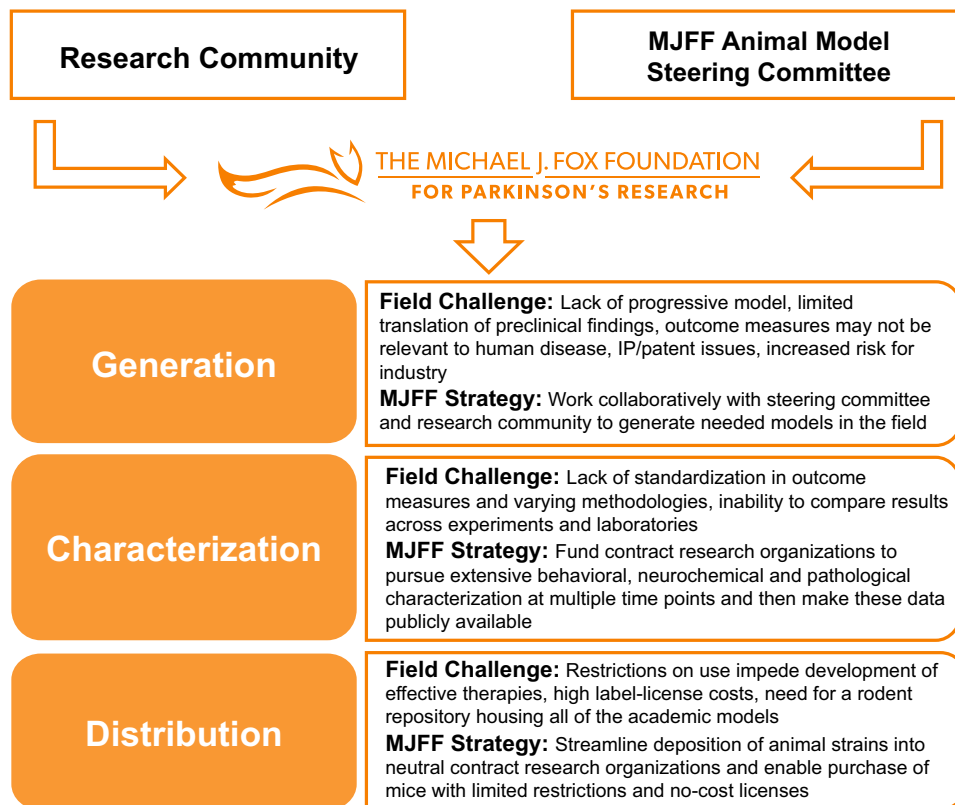 Research Community
MJFF Animal Model
Steering Committee
THE MICHAEL J. FOX FOUNDATION
FOR PARKINSON'S RESEARCH
Generation
Field Challenge: Lack of progressive model, limited
translation of preclinical findings, outcome measures may not be
relevant to human disease, IP/patent issues, increased risk for
industry
MJFF Strategy: Work collaboratively with steering committee
and research community to generate needed models in the field
Characterization
Field Challenge: Lack of standardization in outcome
measures and varying methodologies, inability to compare results
across experiments and laboratories
MJFF Strategy: Fund contract research organizations to
pursue extensive behavioral, neurochemical and pathological
characterization at multiple time points and then make these data
publicly available
Distribution
Field Challenge: Restrictions on use impede development of
effective therapies, high label-license costs, need for a rodent
repository housing all of the academic models
MJFF Strategy: Streamline deposition of animal strains into
neutral contract research organizations and enable purchase of
mice with limited restrictions and no-cost licenses